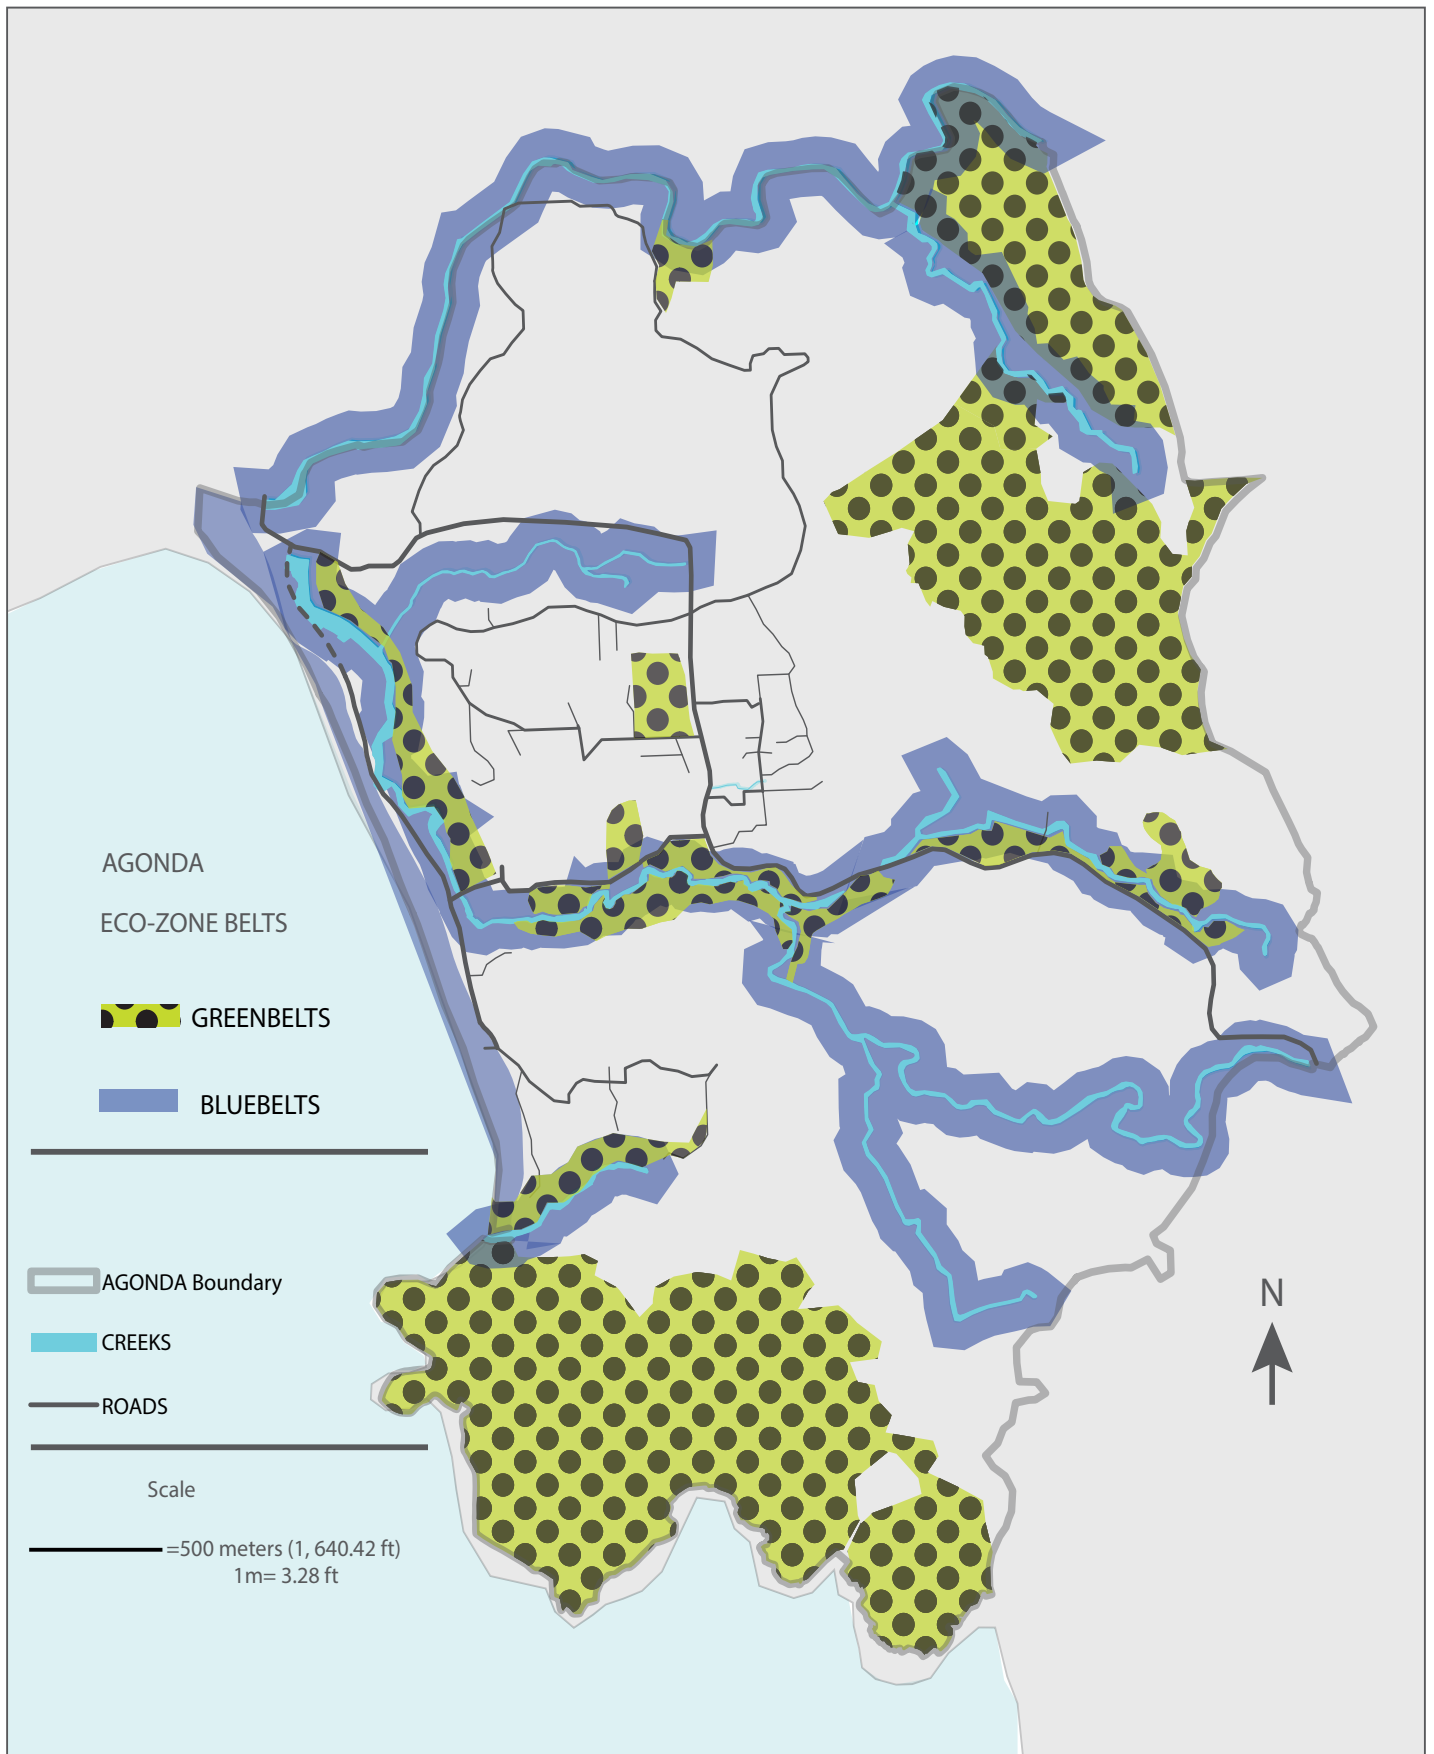 AGONDA
ECO-ZONE BELTS
GREENBELTS
BLUEBELTS
AGONDA Boundary
CREEKS
ROADS
Scale
=500 meters (1, 640.42 ft)
1m= 3.28 ft
N